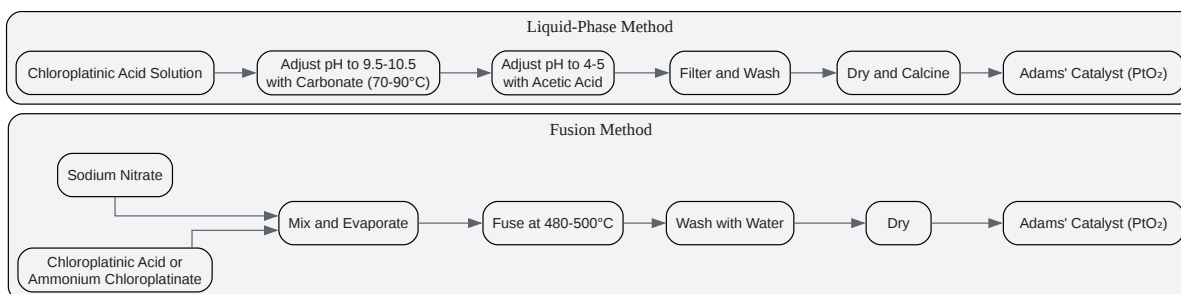 Liquid-Phase Method
Chloroplatinic Acid Solution
Adjust pH to 9.5-10.5
with Carbonate (70-90°C)
Adjust pH to 4-5
with Acetic Acid
Filter and Wash
Dry and Calcine
Adams' Catalyst (PtO₂)
Fusion Method
Sodium Nitrate
Chloroplatinic Acid or
Ammonium Chloroplatinate
Mix and Evaporate
Fuse at 480-500°C
Wash with Water
Dry
Adams' Catalyst (PtO₂)